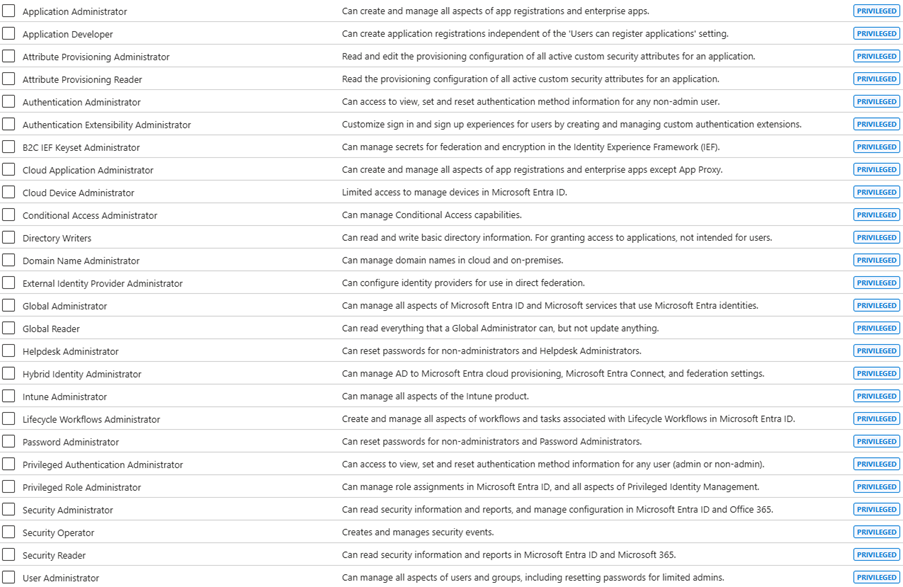 Application Administrator Can create and manage all aspects of app registrations and enterprise apps. PRIVILEGED
Application Developer Can create application registrations independent of the 'Users can register applications' setting. PRIVILEGED
Attribute Provisioning Administrator Read and edit the provisioning configuration of all active custom security attributes for an application. PRIVILEGED
Attribute Provisioning Reader Read the provisioning configuration of all active custom security attributes for an application. PRIVILEGED
Authentication Administrator Can access to view, set and reset authentication method information for any non-admin user. PRIVILEGED
Authentication Extensibility Administrator Customize sign in and sign up experiences for users by creating and managing custom authentication extensions. PRIVILEGED
B2C IEF Keyset Administrator Can manage secrets for federation and encryption in the Identity Experience Framework (IEF). PRIVILEGED
Cloud Application Administrator Can create and manage all aspects of app registrations and enterprise apps except App Proxy. PRIVILEGED
Cloud Device Administrator Limited access to manage devices in Microsoft Entra ID. PRIVILEGED
Conditional Access Administrator Can manage Conditional Access capabilities. PRIVILEGED
Directory Writers Can read and write basic directory information. For granting access to applications, not intended for users. PRIVILEGED
Domain Name Administrator Can manage domain names in cloud and on-premises. PRIVILEGED
External Identity Provider Administrator Can configure identity providers for use in direct federation. PRIVILEGED
Global Administrator Can manage all aspects of Microsoft Entra ID and Microsoft services that use Microsoft Entra identities. PRIVILEGED
Global Reader Can read everything that a Global Administrator can, but not update anything. PRIVILEGED
Helpdesk Administrator Can reset passwords for non-administrators and Helpdesk Administrators. PRIVILEGED
Hybrid Identity Administrator Can manage AD to Microsoft Entra cloud provisioning, Microsoft Entra Connect, and federation settings. PRIVILEGED
Intune Administrator Can manage all aspects of the Intune product. PRIVILEGED
Lifecycle Workflows Administrator Create and manage all aspects of workflows and tasks associated with Lifecycle Workflows in Microsoft Entra ID. PRIVILEGED
Password Administrator Can reset passwords for non-administrators and Password Administrators. PRIVILEGED
Privileged Authentication Administrator Can access to view, set and reset authentication method information for any user (admin or non-admin). PRIVILEGED
Privileged Role Administrator Can manage role assignments in Microsoft Entra ID, and all aspects of Privileged Identity Management. PRIVILEGED
Security Administrator Can read security information and reports, and manage configuration in Microsoft Entra ID and Office 365. PRIVILEGED
Security Operator Creates and manages security events. PRIVILEGED
Security Reader Can read security information and reports in Microsoft Entra ID and Microsoft 365. PRIVILEGED
User Administrator Can manage all aspects of users and groups, including resetting passwords for limited admins. PRIVILEGED